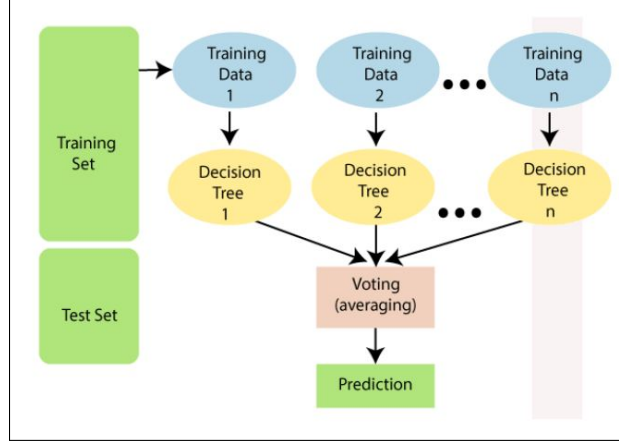 Training
Set
Test Set
Training
Data
1
Training
Data
2
Training
Data
n
Decision
Tree
1
Decision
Tree
2
Decision
Tree
n
Voting
(averaging)
Prediction